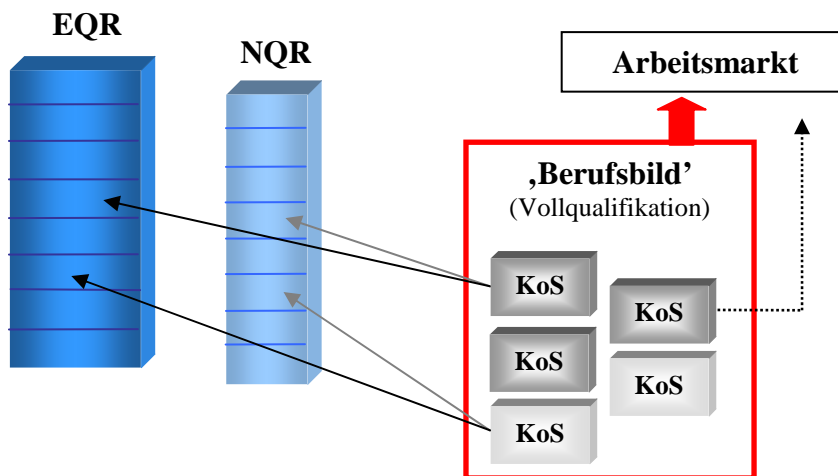 EQR
NQR
Arbeitsmarkt
‚Berufsbild’
(Vollqualifikation)
KoS
KoS
KoS
KoS
KoS